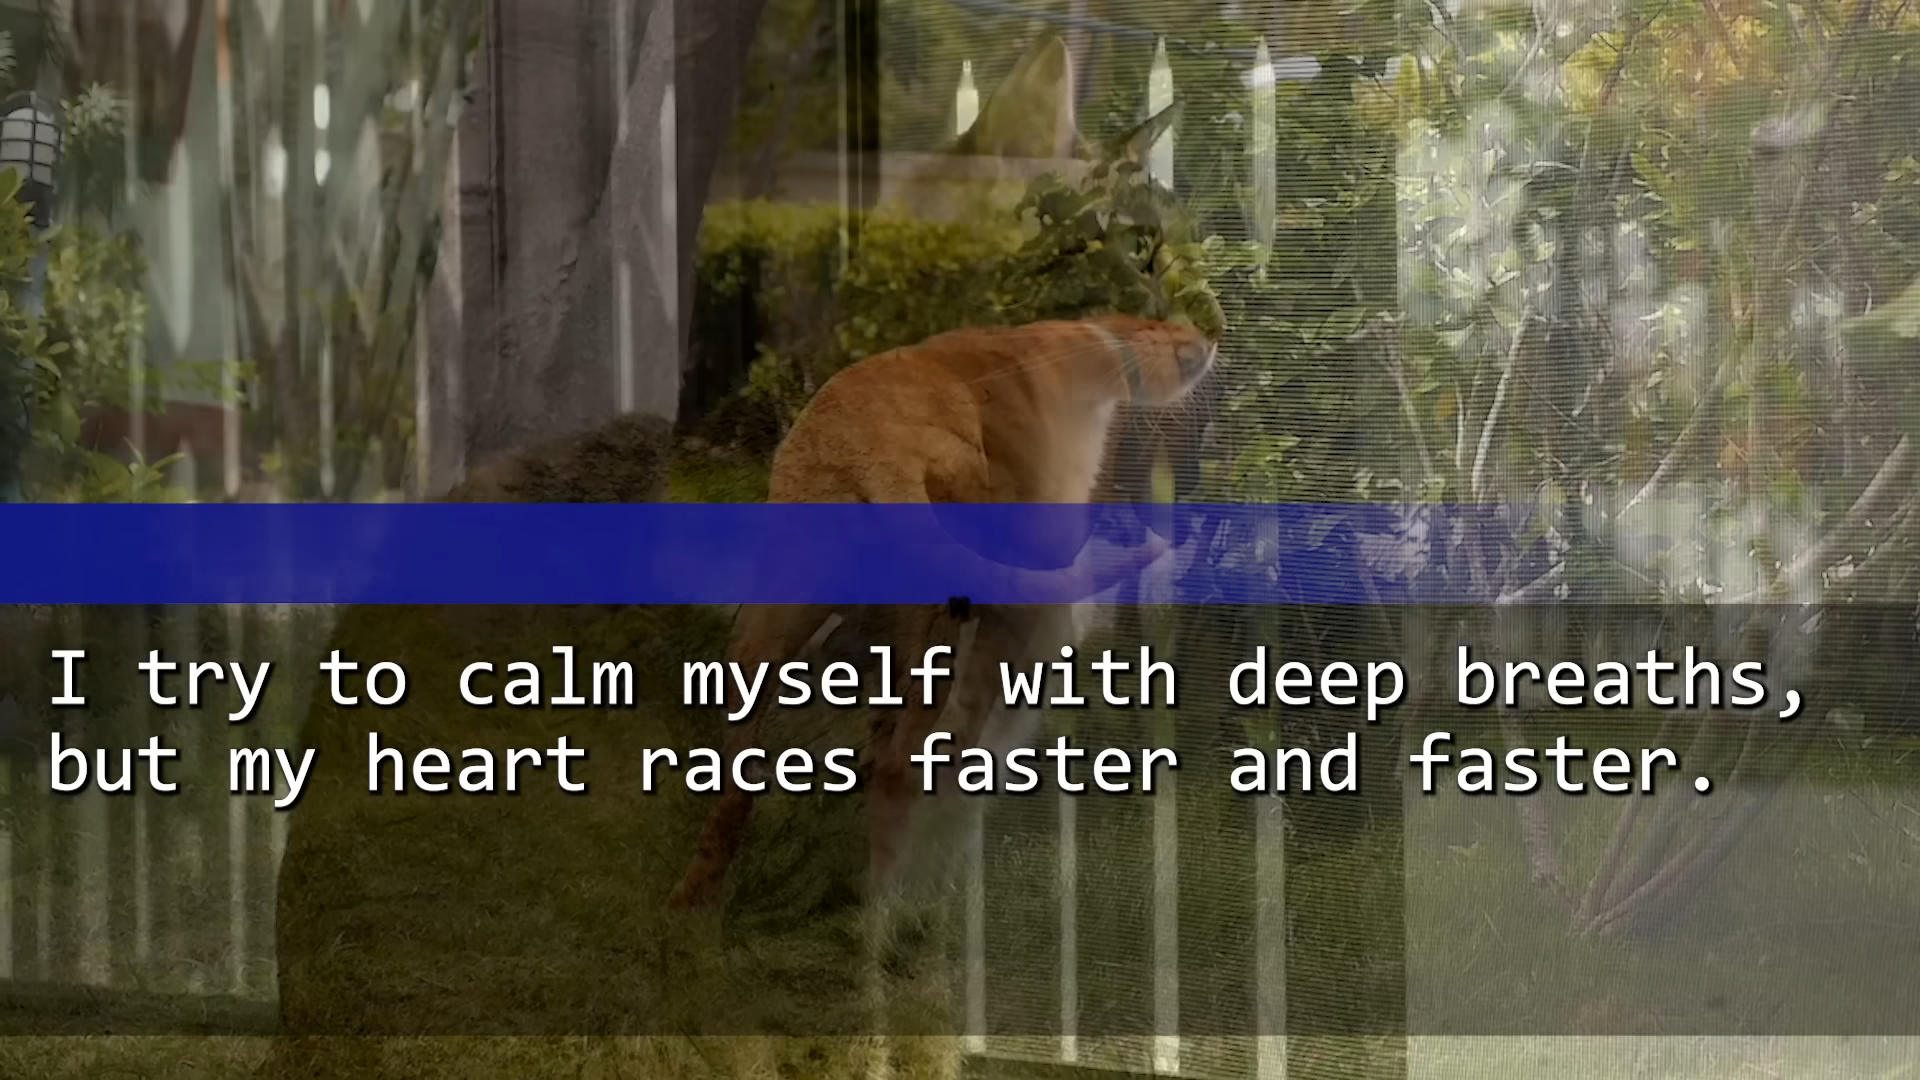 I try to calm myself with deep breaths,
but my heart races faster and faster.